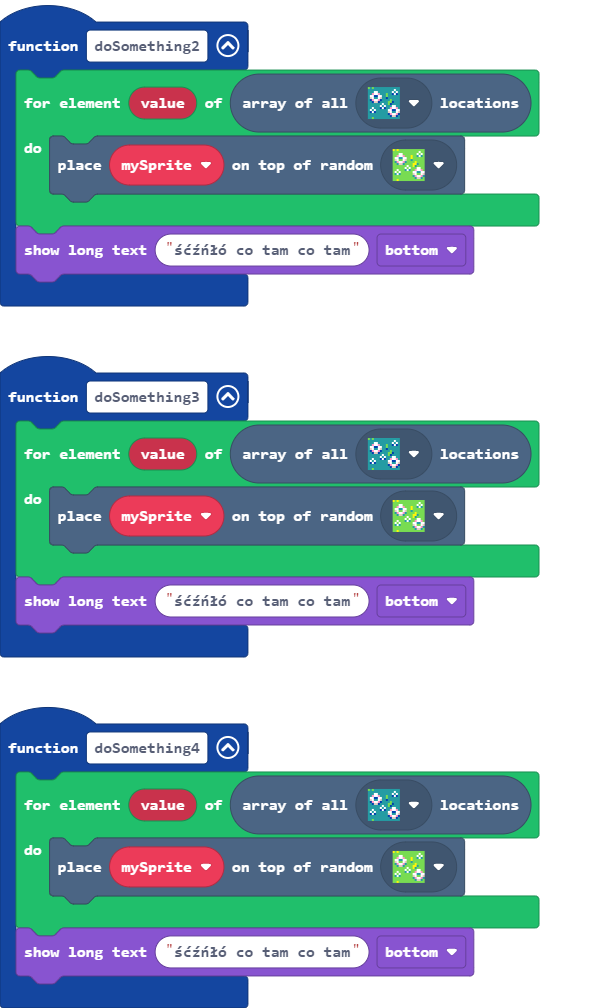 function doSomething2
for element value of array of all locations
do
place mySprite on top of random
show long text "śćźńłó co tam co tam" bottom
function doSomething3
for element value of array of all locations
do
place mySprite on top of random
show long text "śćźńłó co tam co tam" bottom
function doSomething4
for element value of array of all locations
do
place mySprite on top of random
show long text "śćźńłó co tam co tam" bottom